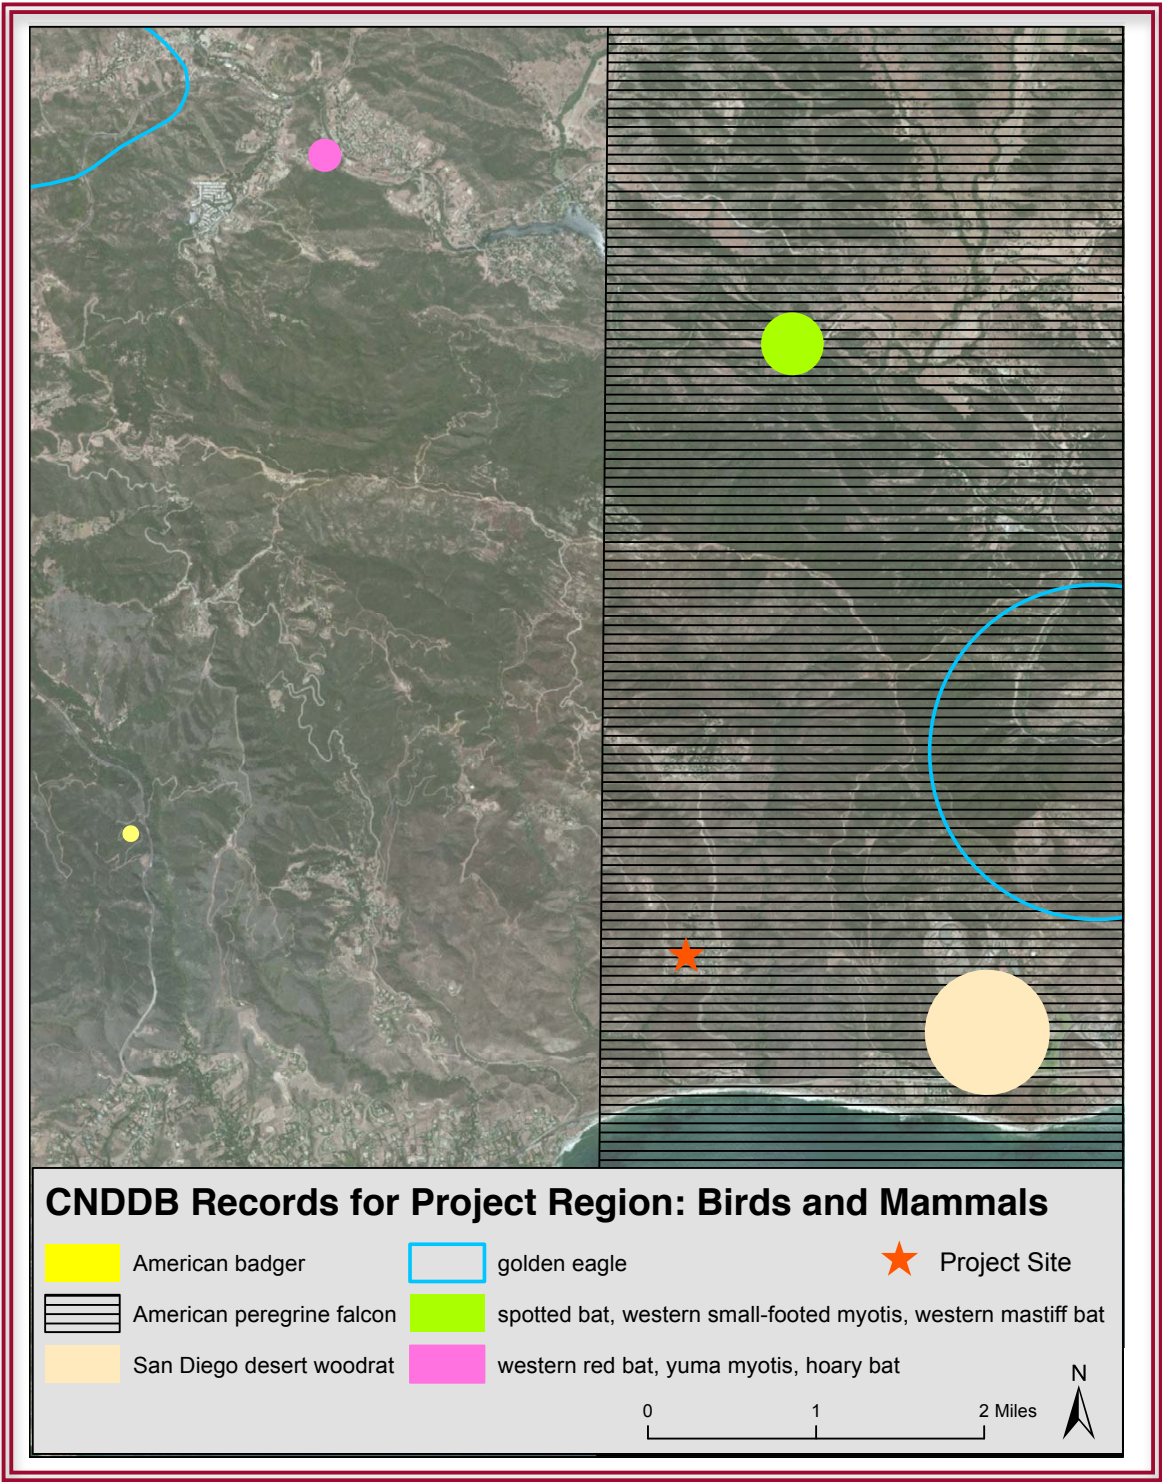 CNDDB Records for Project Region: Birds and Mammals
American badger
golden eagle
Project Site
American peregrine falcon
spotted bat, western small-footed myotis, western mastiff bat
San Diego desert woodrat
western red bat, yuma myotis, hoary bat
N
0 1 2 Miles